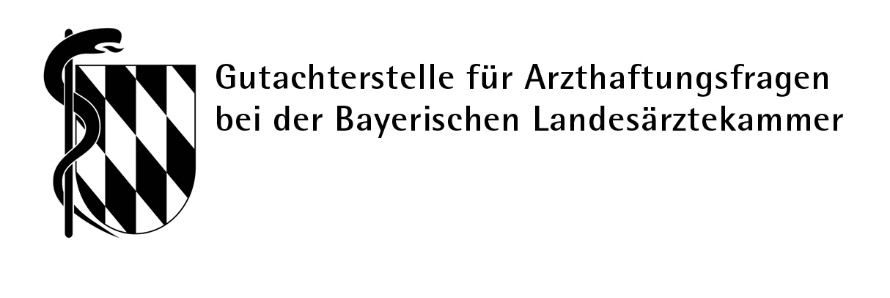 Gutachterstelle für Arzthaftungsfragen
bei der Bayerischen Landesärztekammer